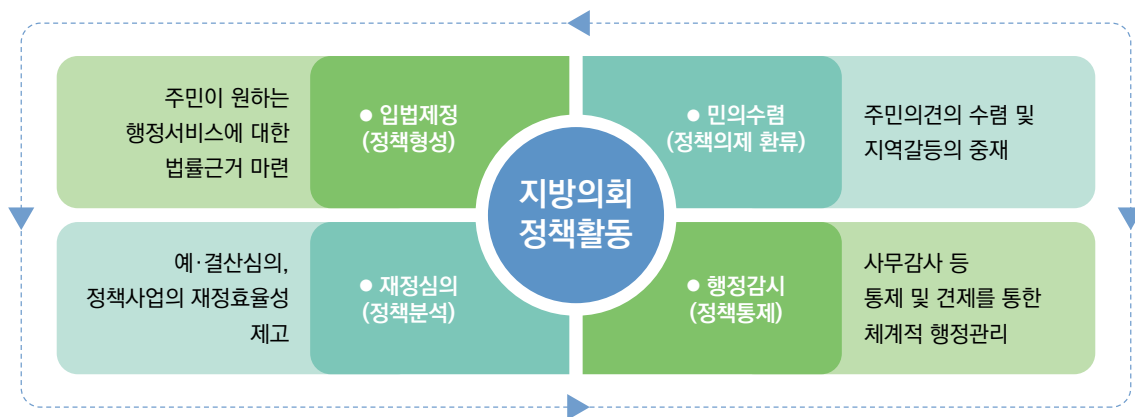 주민이 원하는
행정서비스에 대한
법률근거 마련
● 입법제정
(정책형성)
● 민의수렴
(정책의제 환류)
주민의견의 수렴 및
지역갈등의 중재
지방의회
정책활동
예·결산심의,
정책사업의 재정효율성
제고
● 재정심의
(정책분석)
● 행정감시
(정책통제)
사무감사 등
통제 및 견제를 통한
체계적 행정관리